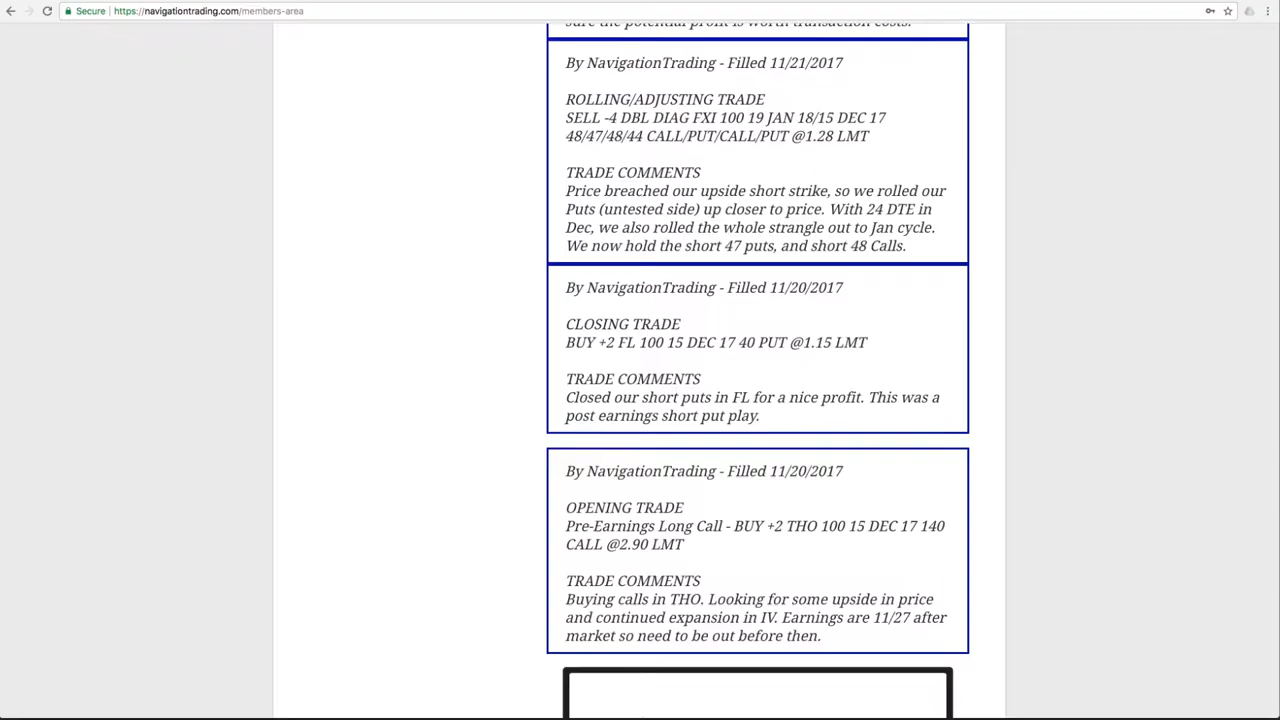 Secure
https://navigationtrading.com/members-area
sure the potential profit is worth transaction costs.
By NavigationTrading - Filled 11/21/2017
ROLLING/ADJUSTING TRADE
SELL -4 DBL DIAG FXI 100 19 JAN 18/15 DEC 17
48/47/48/44 CALL/PUT/CALL/PUT @1.28 LMT
TRADE COMMENTS
Price breached our upside short strike, so we rolled our
Puts (untested side) up closer to price. With 24 DTE in
Dec, we also rolled the whole strangle out to Jan cycle.
We now hold the short 47 puts, and short 48 Calls.
By NavigationTrading - Filled 11/20/2017
CLOSING TRADE
BUY +2 FL 100 15 DEC 17 40 PUT @1.15 LMT
TRADE COMMENTS
Closed our short puts in FL for a nice profit. This was a
post earnings short put play.
By NavigationTrading - Filled 11/20/2017
OPENING TRADE
Pre-Earnings Long Call - BUY +2 THO 100 15 DEC 17 140
CALL @2.90 LMT
TRADE COMMENTS
Buying calls in THO. Looking for some upside in price
and continued expansion in IV. Earnings are 11/27 after
market so need to be out before then.